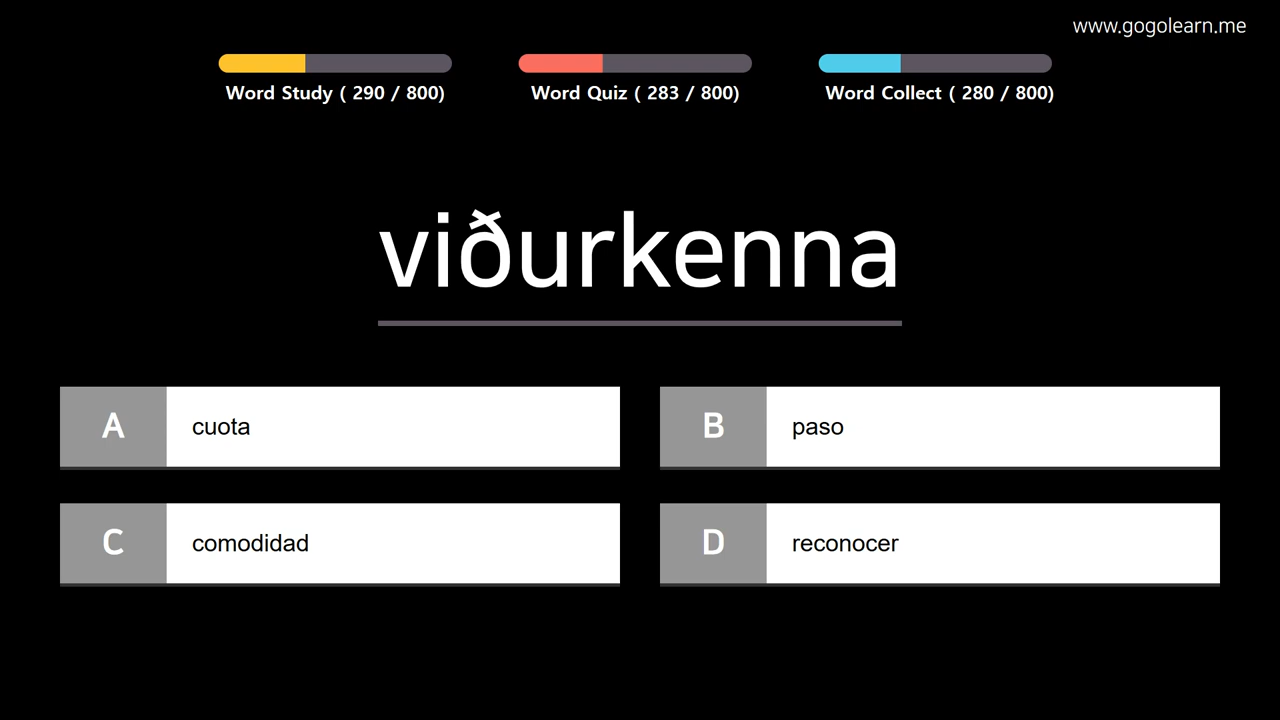 www.gogolearn.me
Word Study ( 290 / 800)
Word Quiz ( 283 / 800)
Word Collect ( 280 / 800)
viðurkenna
A cuota
B paso
C comodidad
D reconocer